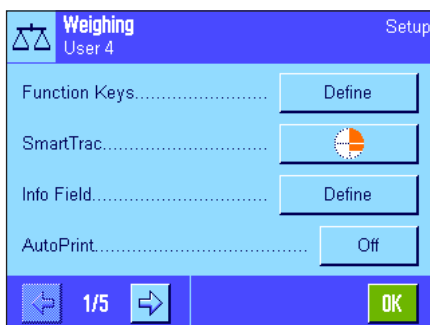 Weighing
Setup
User 4
Function Keys........................ Define
SmartTrac..............................
Info Field............................... Define
AutoPrint..................................... Off
1/5
OK